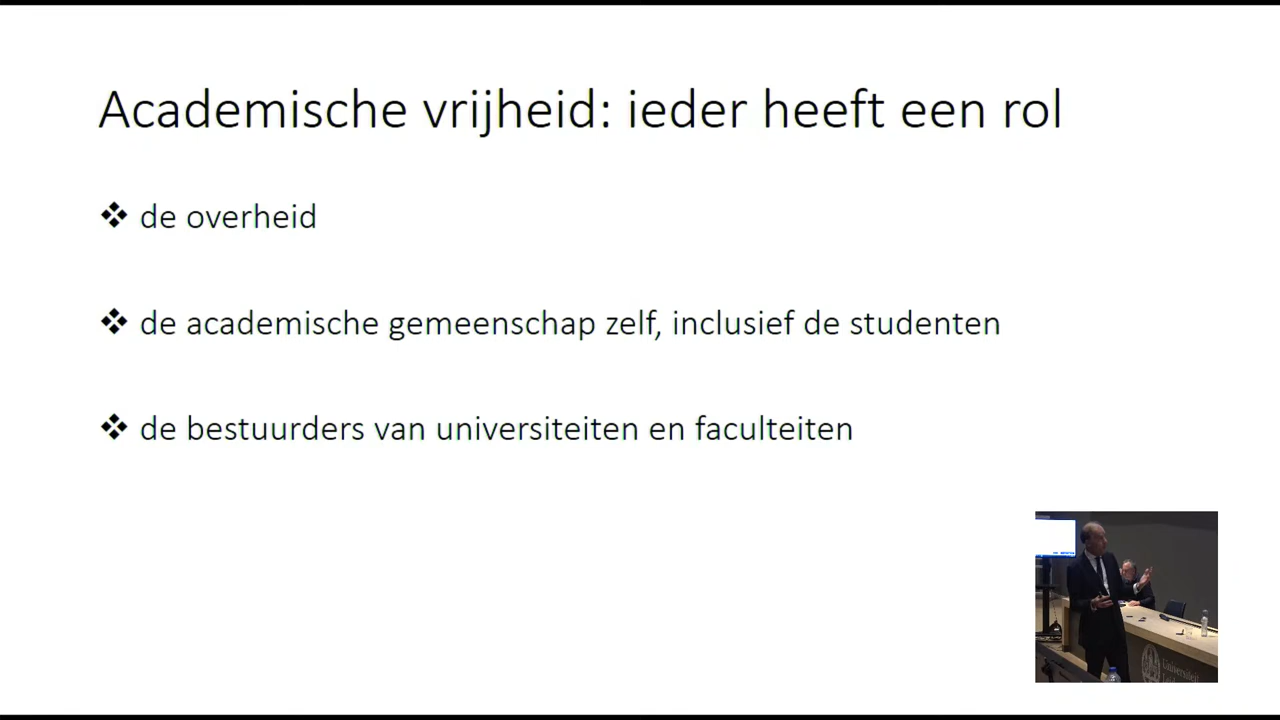 Academische vrijheid: ieder heeft een rol
❖ de overheid
❖ de academische gemeenschap zelf, inclusief de studenten
❖ de bestuurders van universiteiten en faculteiten
Universiteit